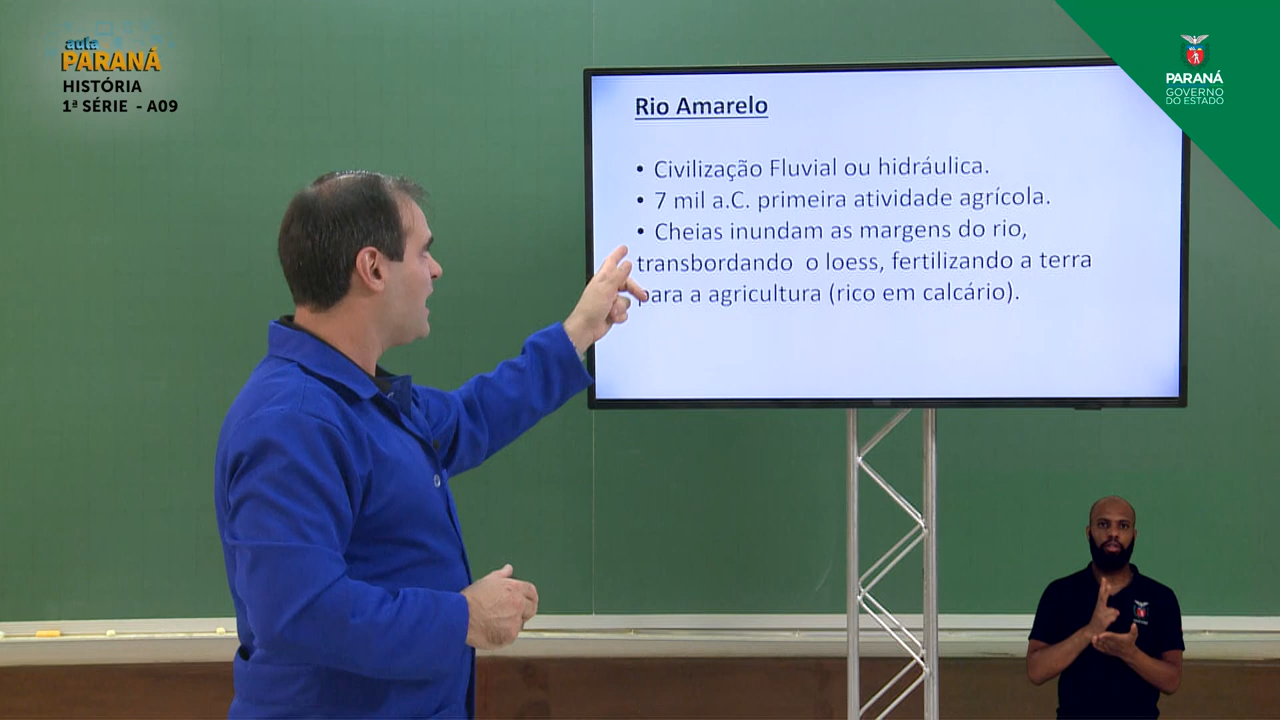 aula
PARANÁ
HISTÓRIA
1ª SÉRIE - A09
PARANÁ
GOVERNO
DO ESTADO
Rio Amarelo
• Civilização Fluvial ou hidráulica.
• 7 mil a.C. primeira atividade agrícola.
• Cheias inundam as margens do rio,
transbordando o loess, fertilizando a terra
para a agricultura (rico em calcário).